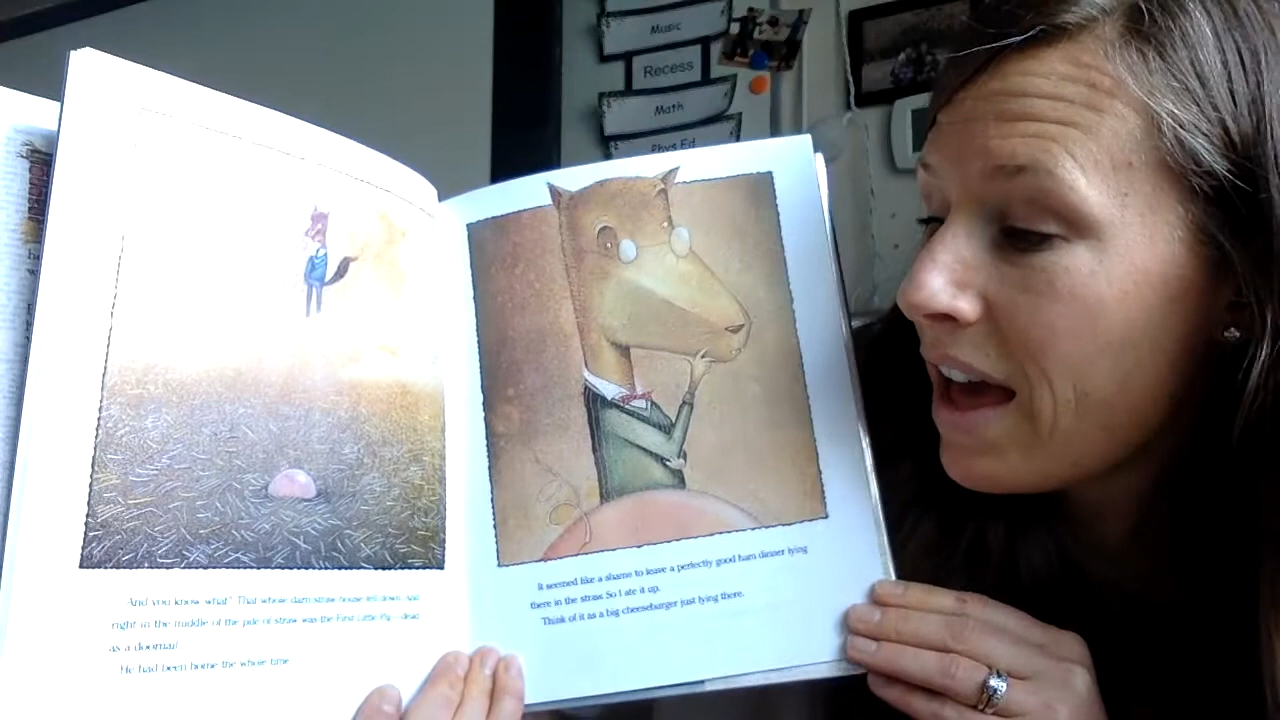 Music
Recess
Math
Phys Ed
"And you know what? That whole darn straw house fell down. And
right in the middle of the pile of straw was the First Little Pig—dead
as a doornail.
He had been home the whole time.
It seemed like a shame to leave a perfectly good ham dinner lying
there in the straw. So I ate it up.
Think of it as a big cheeseburger just lying there.